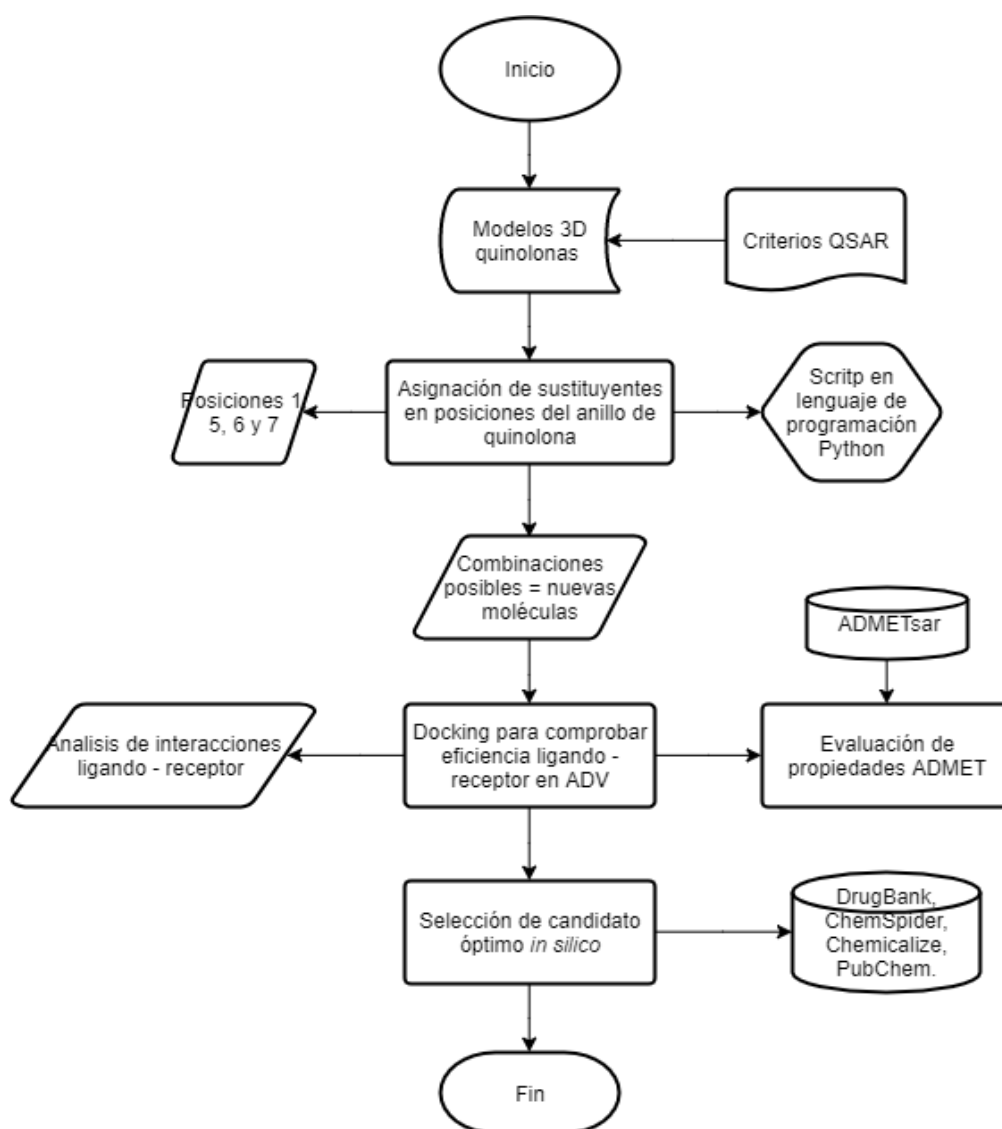 Inicio
Modelos 3D
quinolonas
Criterios QSAR
Posiciones 1
5, 6 y 7
Asignación de sustituyentes
en posiciones del anillo de
quinolona
Scritp en
lenguaje de
programación
Python
Combinaciones
posibles = nuevas
moléculas
ADMETsar
Analisis de interacciones
ligando - receptor
Docking para comprobar
eficiencia ligando -
receptor en ADV
Evaluación de
propiedades ADMET
Selección de candidato
óptimo in silico
DrugBank,
ChemSpider,
Chemicalize,
PubChem.
Fin